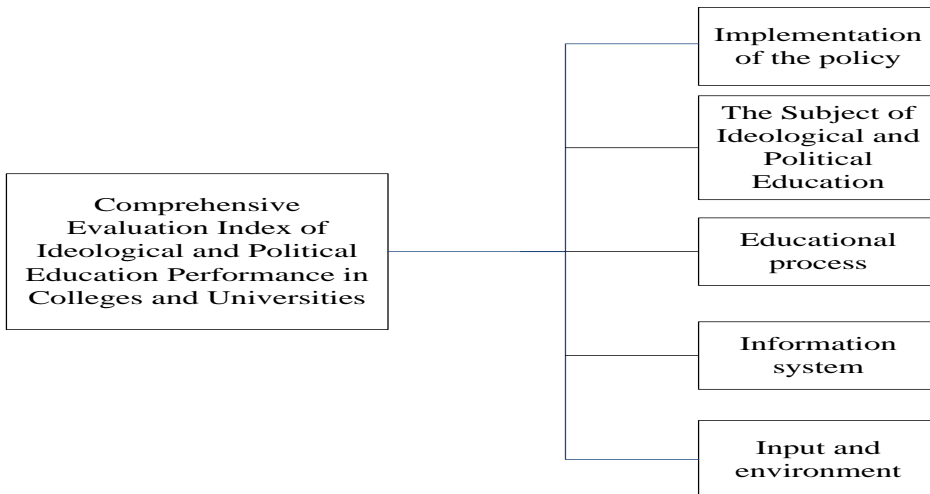 Comprehensive
Evaluation Index of
Ideological and Political
Education Performance in
Colleges and Universities
Implementation
of the policy
The Subject of
Ideological and
Political
Education
Educational
process
Information
system
Input and
environment